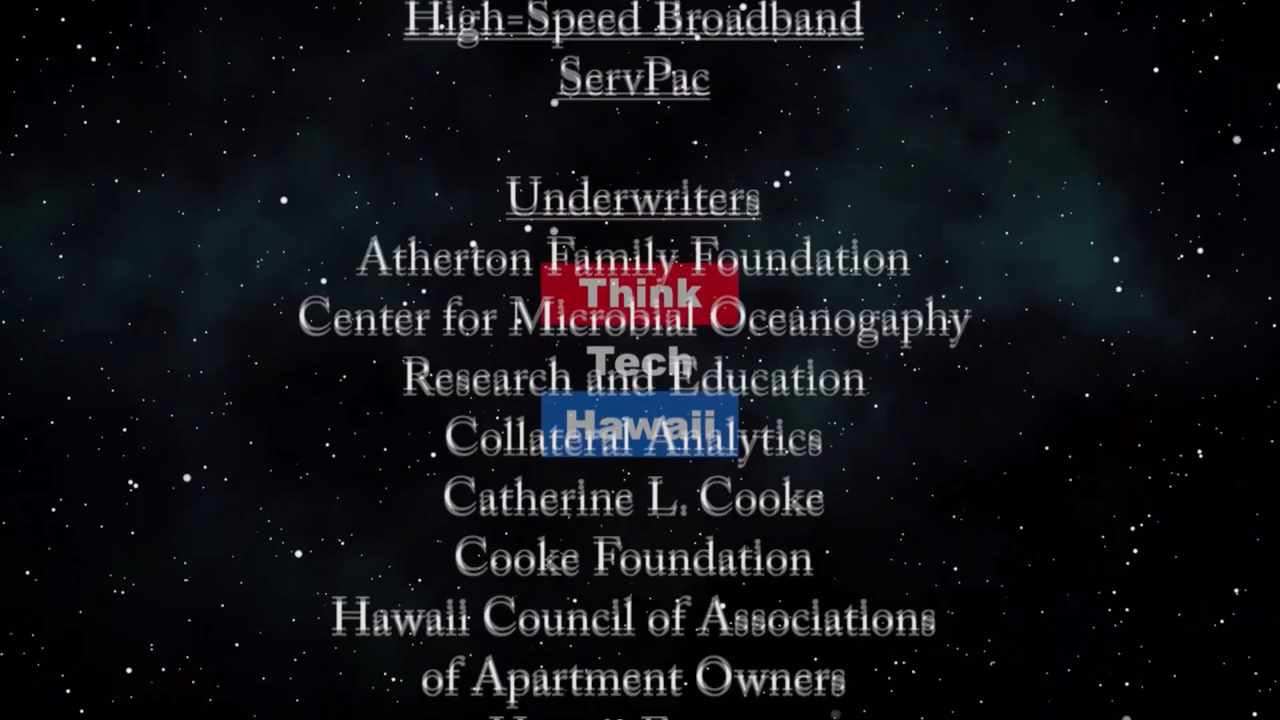 High-Speed Broadband
ServPac
Underwriters
Atherton Family Foundation
Think
Center for Microbial Oceanogaphy
Tech
Research and Education
Hawaii
Collateral Analytics
Catherine L. Cooke
Cooke Foundation
Hawaii Council of Associations
of Apartment Owners
Hawaii